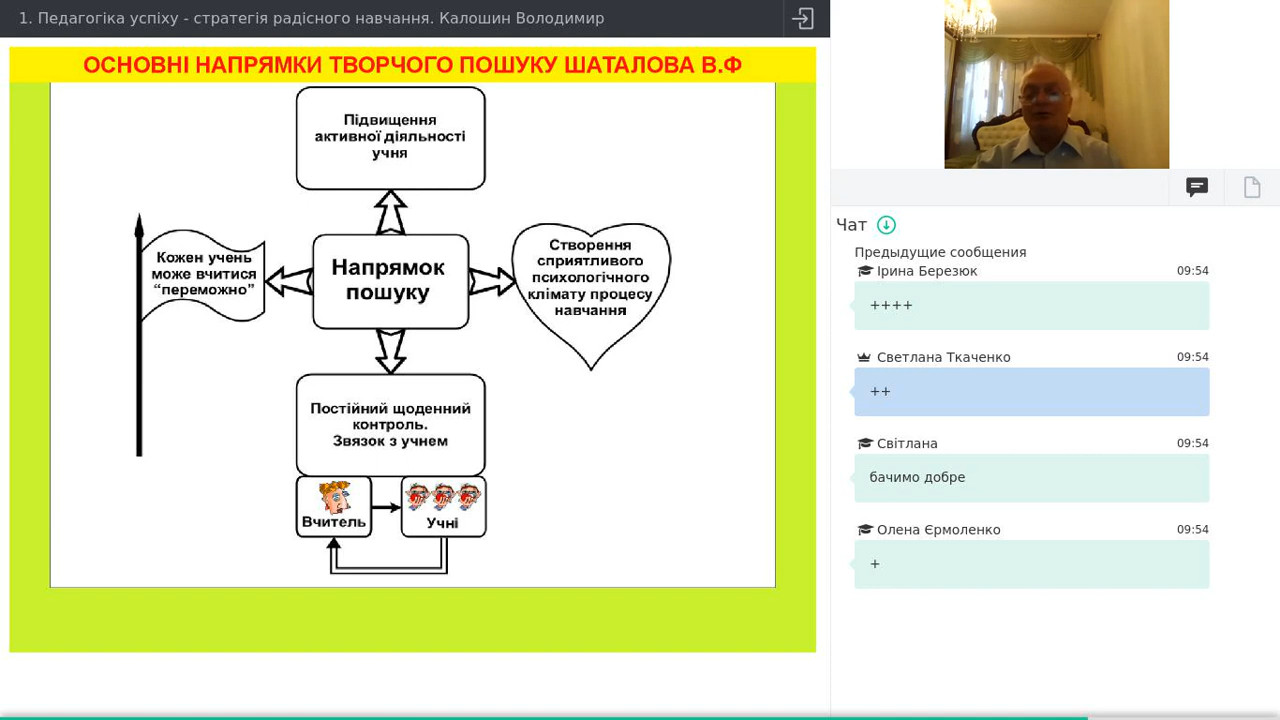 1. Педагогіка успіху - стратегія радісного навчання. Калошин Володимир
ОСНОВНІ НАПРЯМКИ ТВОРЧОГО ПОШУКУ ШАТАЛОВА В.Ф
Підвищення
активної діяльності
учня
Кожен учень
може вчитися
“переможно”
Напрямок
пошуку
Створення
сприятливого
психологічного
клімату процесу
навчання
Постійний щоденний
контроль.
Звязок з учнем
Вчитель
Учні
Чат
Предыдущие сообщения
Ірина Березюк 09:54
++++
Светлана Ткаченко 09:54
++
Світлана 09:54
бачимо добре
Олена Єрмоленко 09:54
+